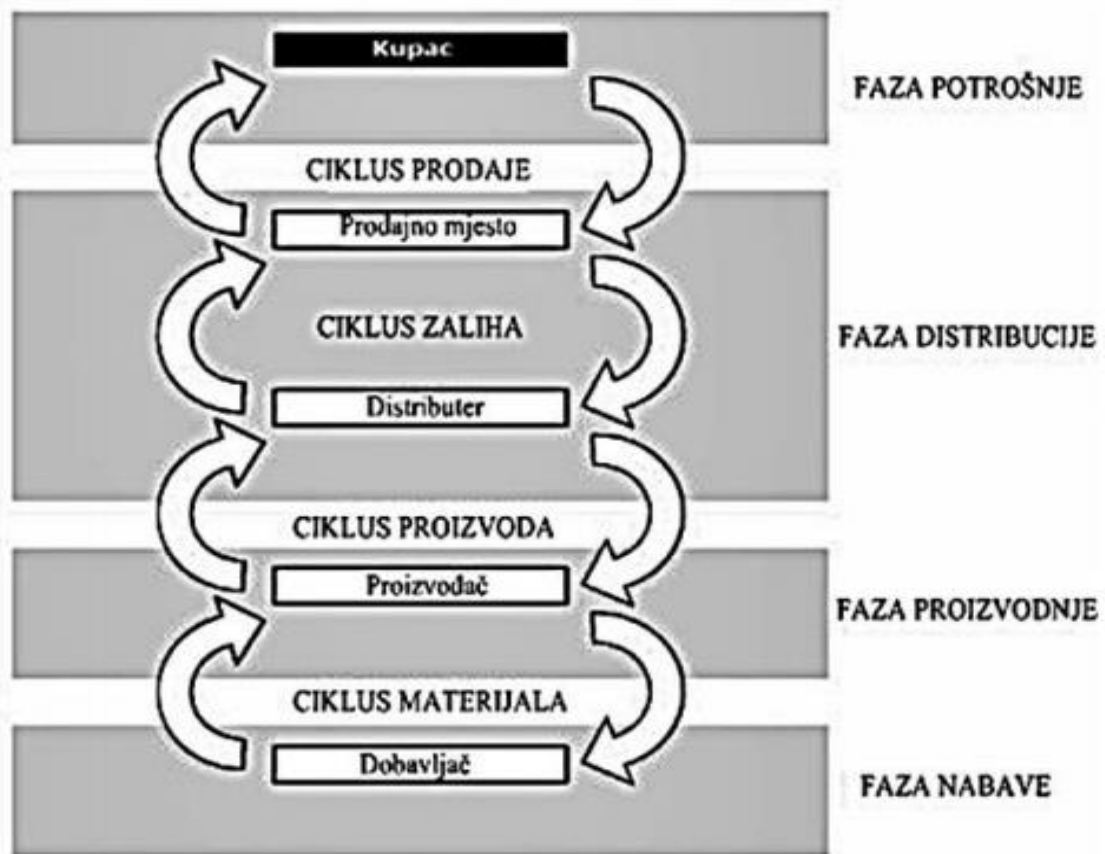 Kupac
FAZA POTROŠNJE
CIKLUS PRODAJE
Prodajno mjesto
CIKLUS ZALIHA
FAZA DISTRIBUCIJE
Distributer
CIKLUS PROIZVODA
Proizvođač
FAZA PROIZVODNJE
CIKLUS MATERIJALA
Dobavljač
FAZA NABAVE